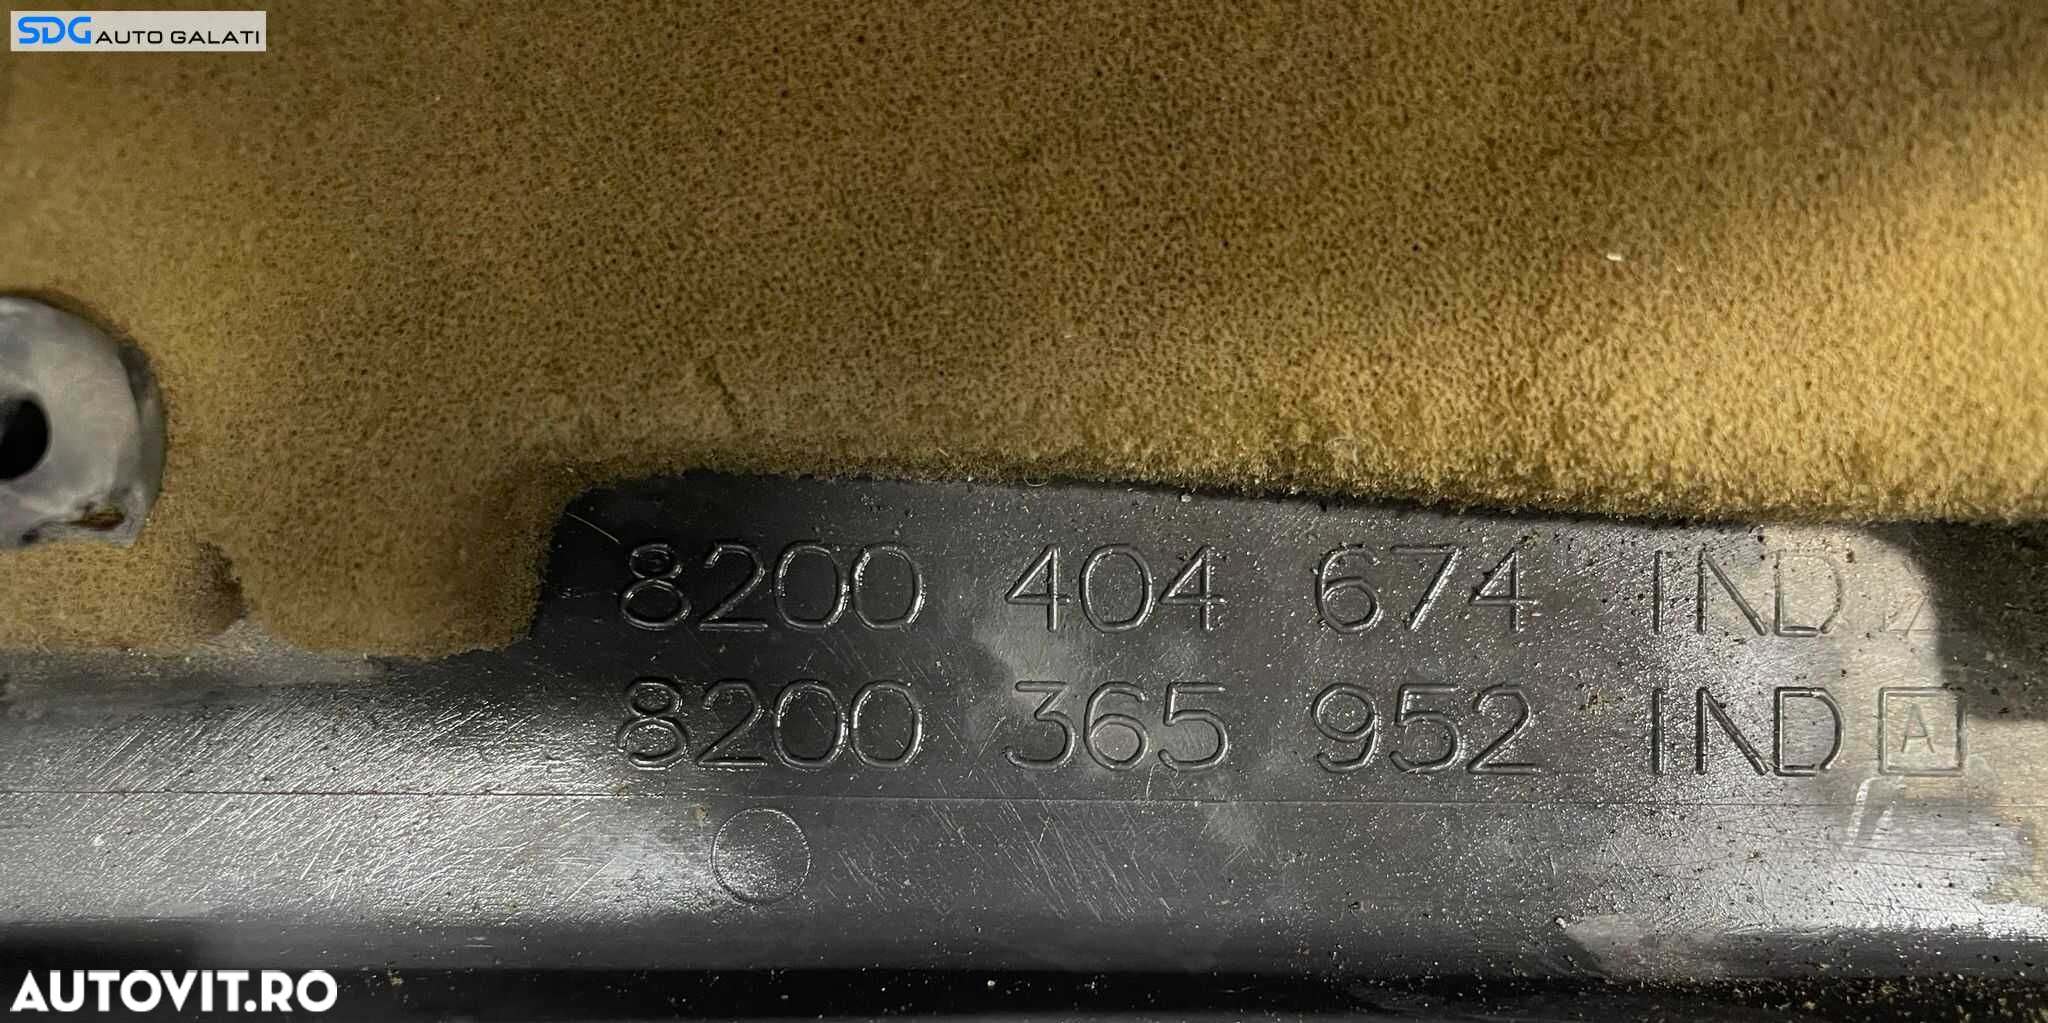 SDG AUTO GALATI
8200 404 674 IND
8200 365 952 IND A
AUTOVIT.RO